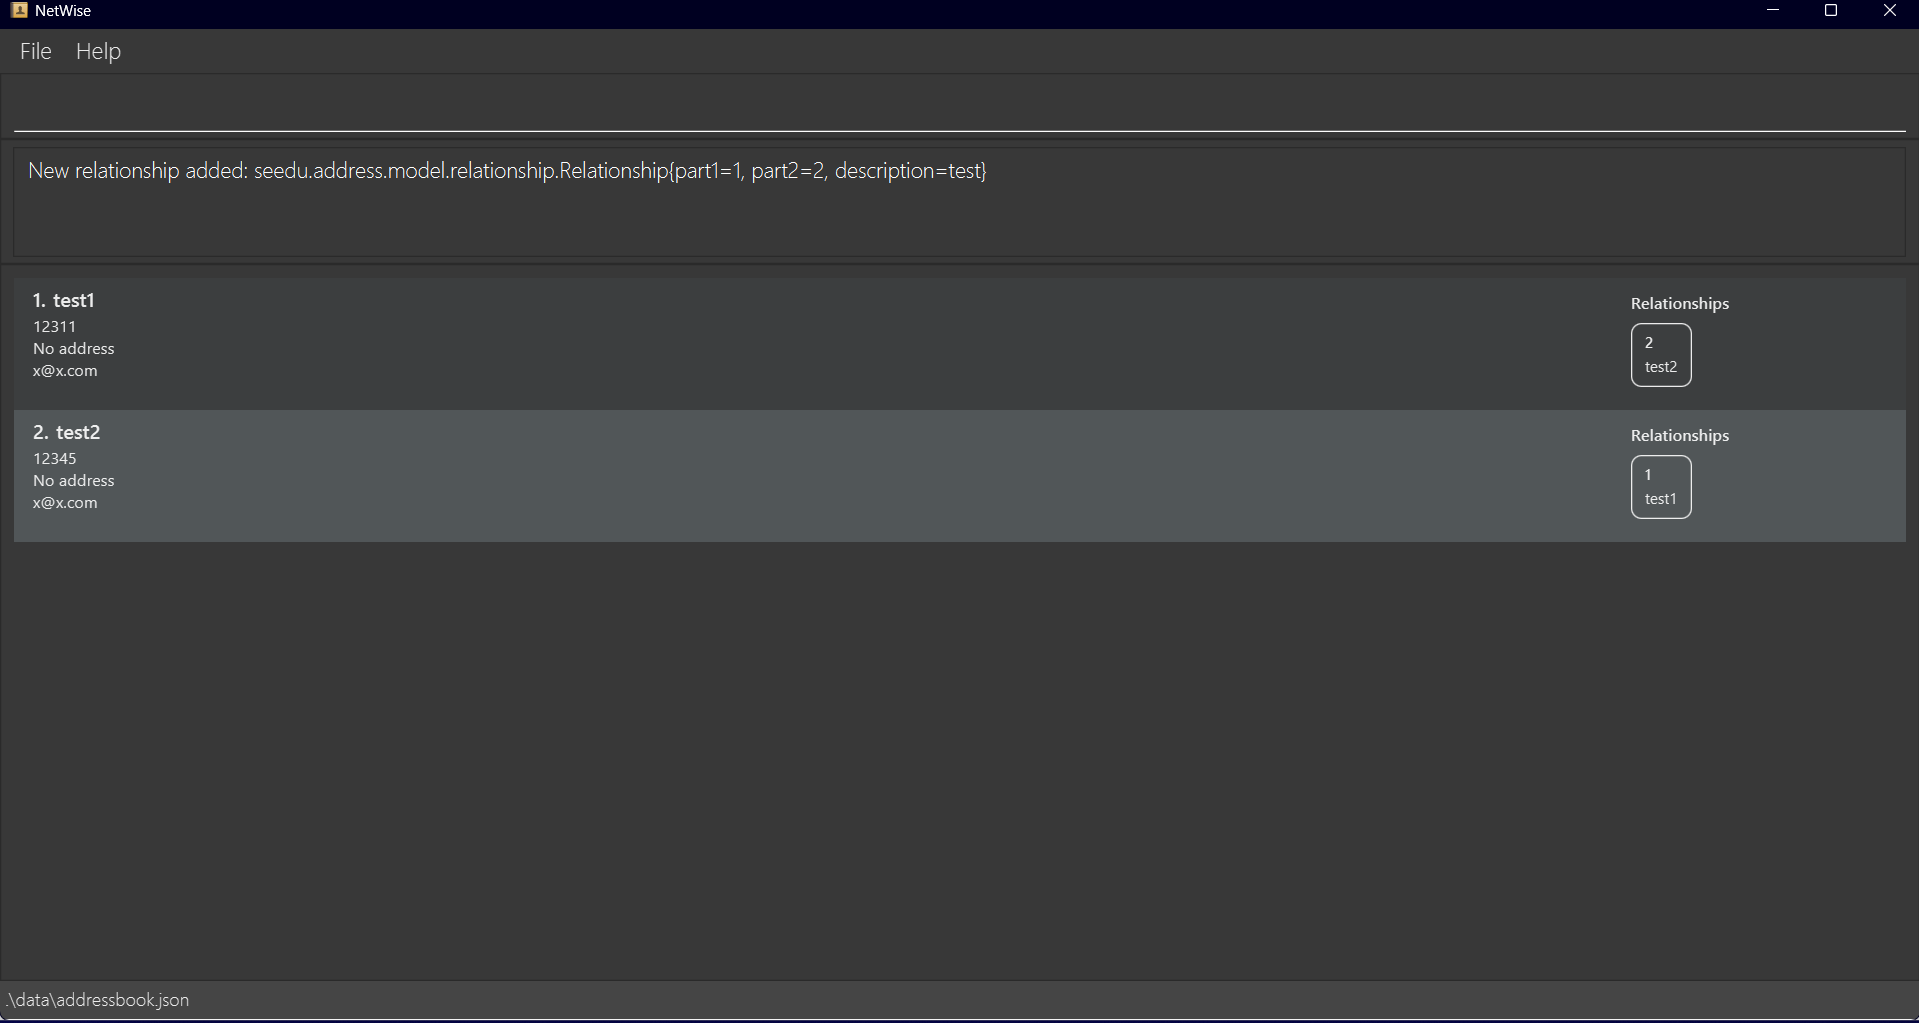 NetWise
File Help
New relationship added: seedu.address.model.relationship.Relationship{part1=1, part2=2, description=test}
1. test1
12311
No address
x@x.com
Relationships
2
test2
2. test2
12345
No address
x@x.com
Relationships
1
test1
.\data\addressbook.json